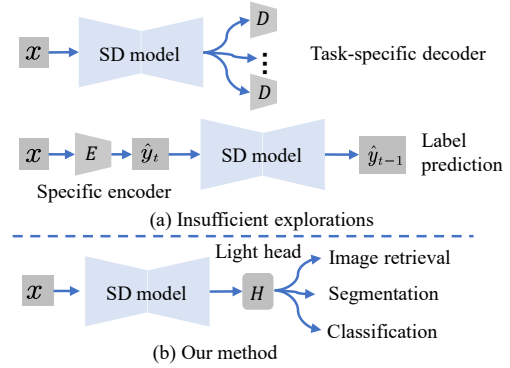 x
SD model
D
D
Task-specific decoder
x
E
ŷₜ
SD model
ŷₜ₋₁
Label
prediction
Specific encoder
(a) Insufficient explorations
x
SD model
Light head
H
Image retrieval
Segmentation
Classification
(b) Our method